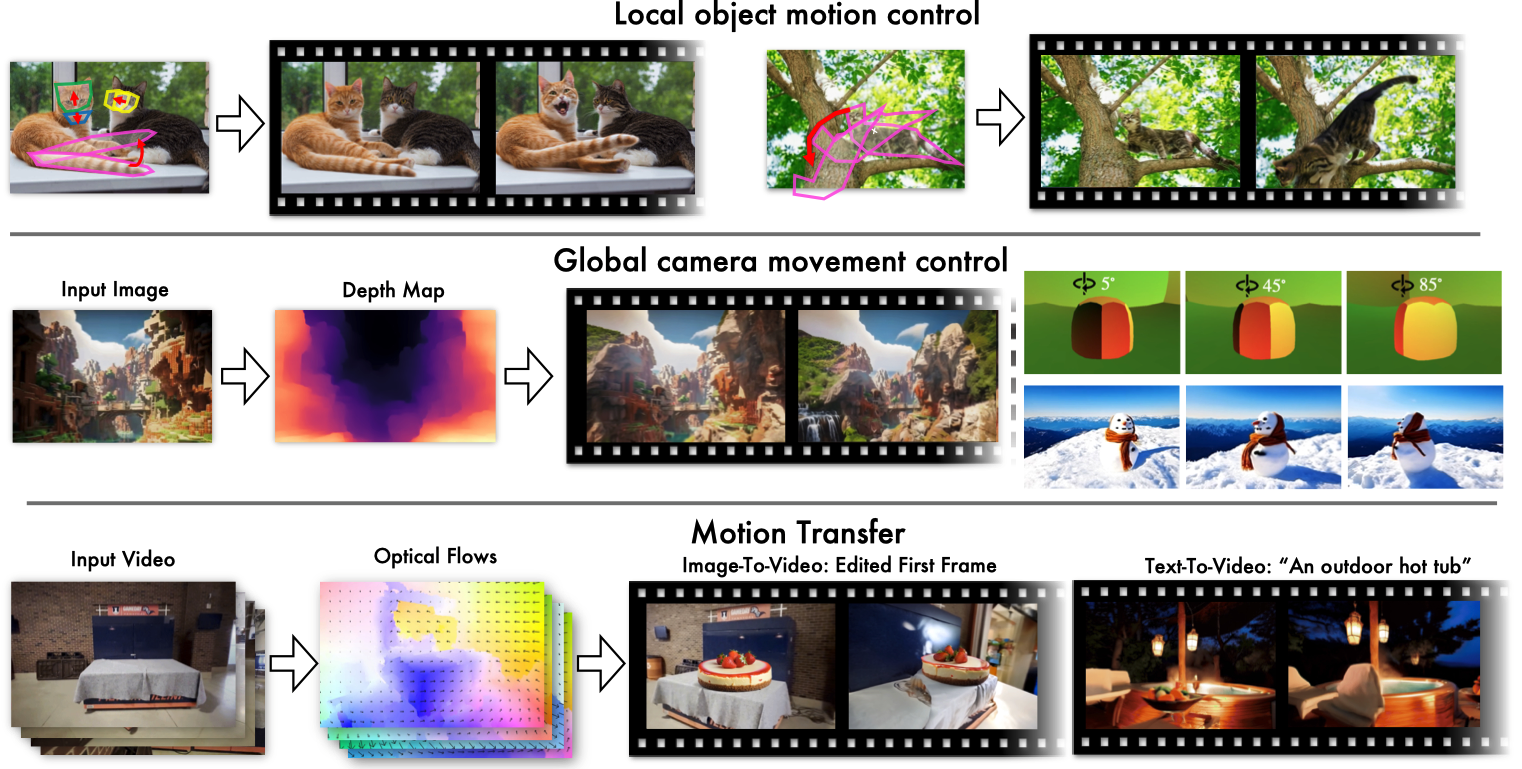 Local object motion control
Global camera movement control
Input Image
Depth Map
5°
45°
85°
Motion Transfer
Input Video
Optical Flows
Image-To-Video: Edited First Frame
Text-To-Video: “An outdoor hot tub”